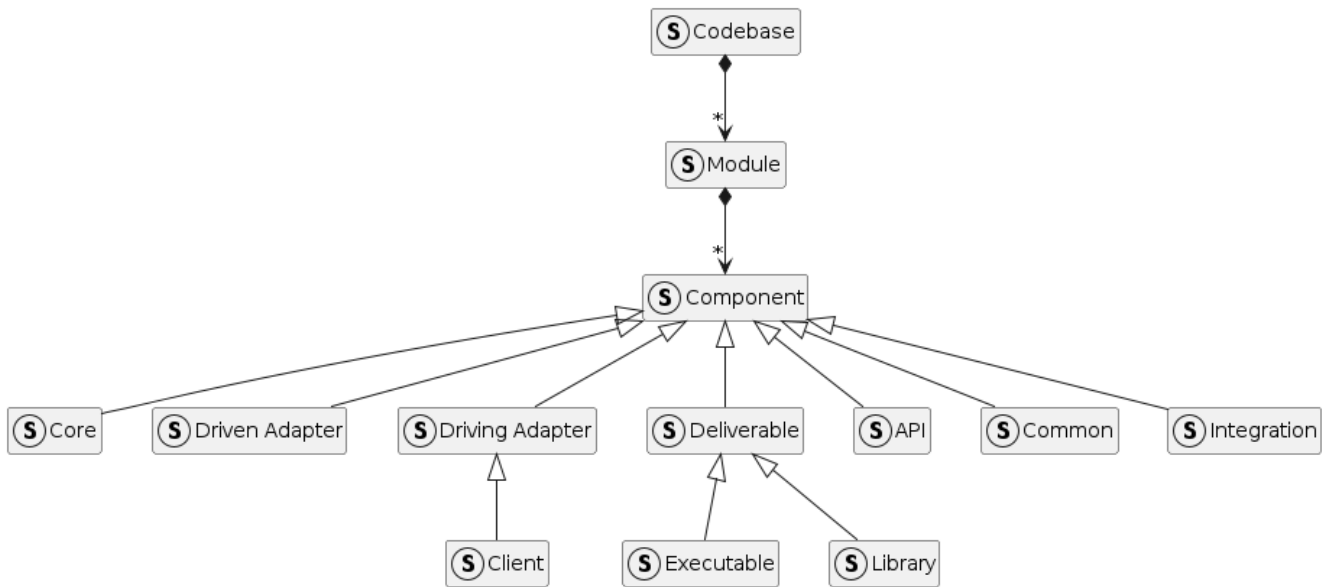 S Codebase
*
S Module
*
S Component
S Core
S Driven Adapter
S Driving Adapter
S Deliverable
S API
S Common
S Integration
S Client
S Executable
S Library